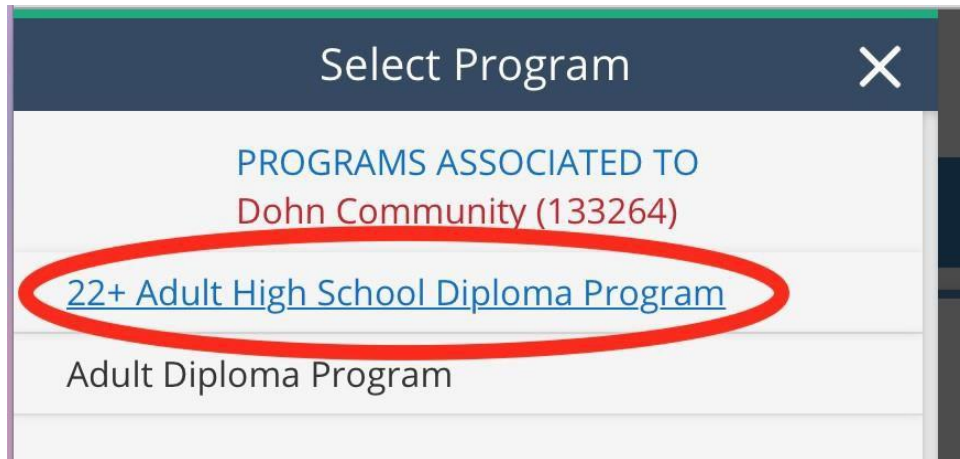 Select Program
PROGRAMS ASSOCIATED TO
Dohn Community (133264)
22+ Adult High School Diploma Program
Adult Diploma Program